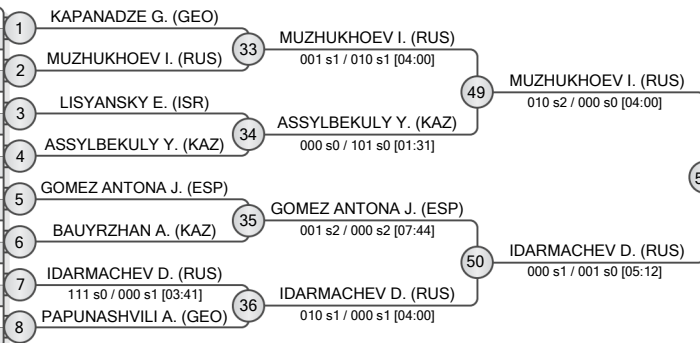 1
KAPANADZE G. (GEO)
2
MUZHUKHOEV I. (RUS)
33
MUZHUKHOEV I. (RUS)
001 s1 / 010 s1 [04:00]
3
LISYANSKY E. (ISR)
4
ASSYLBEKULY Y. (KAZ)
34
ASSYLBEKULY Y. (KAZ)
000 s0 / 101 s0 [01:31]
49
MUZHUKHOEV I. (RUS)
010 s2 / 000 s0 [04:00]
5
GOMEZ ANTONA J. (ESP)
6
BAUYRZHAN A. (KAZ)
35
GOMEZ ANTONA J. (ESP)
001 s2 / 000 s2 [07:44]
7
IDARMACHEV D. (RUS)
111 s0 / 000 s1 [03:41]
8
PAPUNASHVILI A. (GEO)
36
IDARMACHEV D. (RUS)
010 s1 / 000 s1 [04:00]
50
IDARMACHEV D. (RUS)
000 s1 / 001 s0 [05:12]